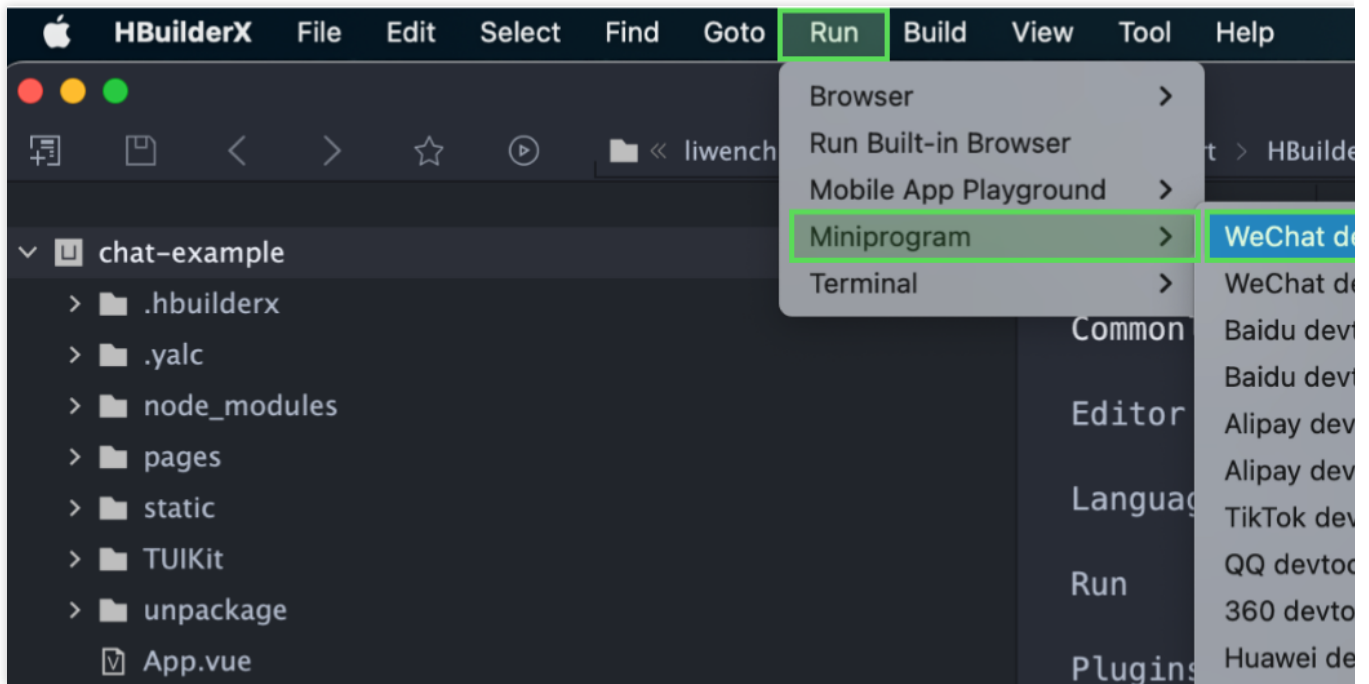 HBuilderX File Edit Select Find Goto Run Build View Tool Help
liwench
t > HBuilde
Browser
Run Built-in Browser
Mobile App Playground
Miniprogram
Terminal
WeChat de
WeChat de
Baidu devt
Baidu devt
Alipay dev
Alipay dev
TikTok dev
QQ devtoo
360 devto
Huawei de
chat-example
.hbuilderx
.yalc
node_modules
pages
static
TUIKit
unpackage
App.vue
Common
Editor
Languag
Run
Plugins